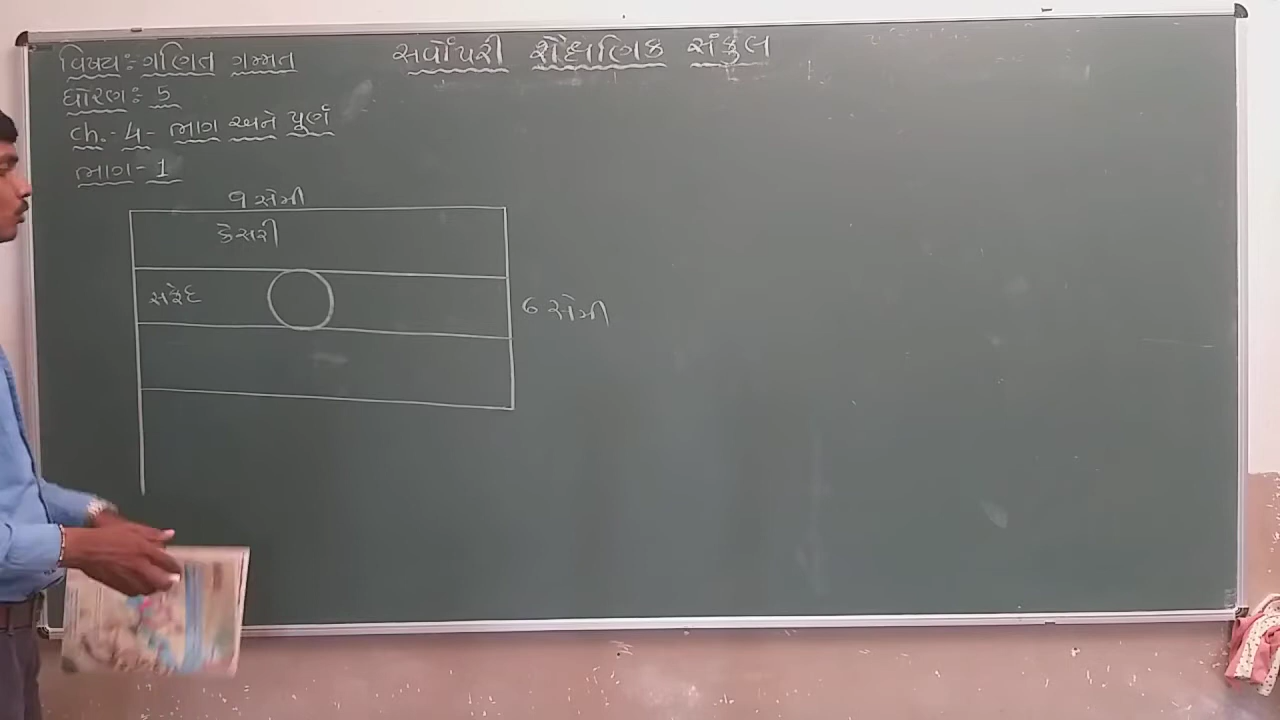 સર્વોપરી શૈક્ષણિક સંકુલ
વિષય:- ગણિત ગમ્મત
ધોરણ:- 5
ch.- 4- ભાગ અને પૂર્ણ
ભાગ- 1
9 સેમી
કેસરી
સફેદ
6 સેમી